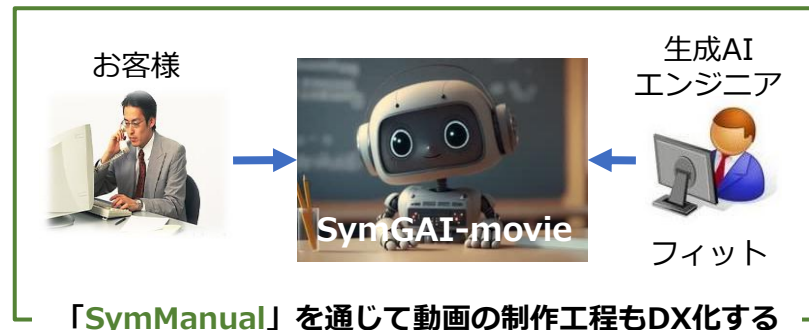 お客様
生成AI
エンジニア
SymGAI-movie
フィット
「SymManual」を通じて動画の制作工程もDX化する